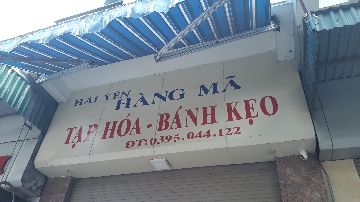 HẢI YẾN
HÀNG MÃ
TẠP HÓA - BÁNH KẸO
ĐT: 0395.044.122